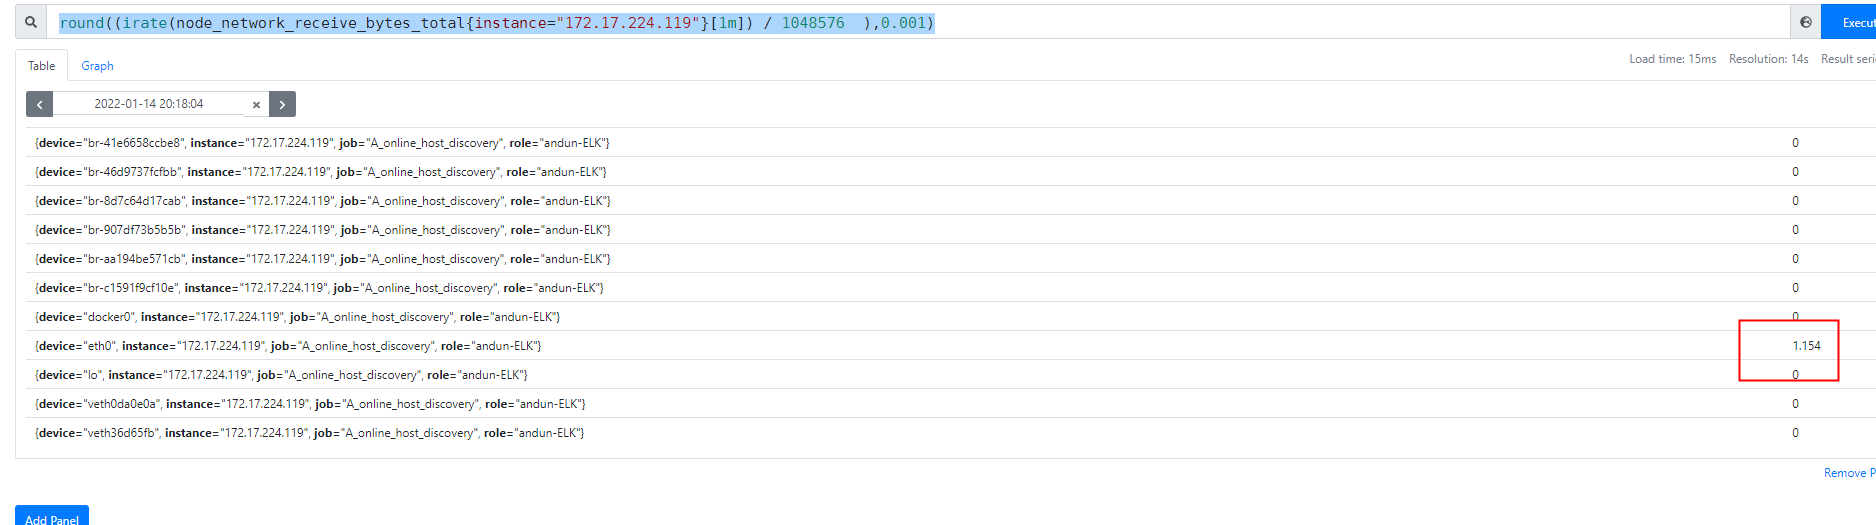 round((irate(node_network_receive_bytes_total{instance="172.17.224.119"}[1m]) / 1048576  ),0.001)
Execut
Table Graph
Load time: 15ms Resolution: 14s Result seri
2022-01-14 20:18:04
{device="br-41e6658ccbe8", instance="172.17.224.119", job="A_online_host_discovery", role="andun-ELK"} 0
{device="br-46d9737fcfbb", instance="172.17.224.119", job="A_online_host_discovery", role="andun-ELK"} 0
{device="br-8d7c64d17cab", instance="172.17.224.119", job="A_online_host_discovery", role="andun-ELK"} 0
{device="br-907df73b5b5b", instance="172.17.224.119", job="A_online_host_discovery", role="andun-ELK"} 0
{device="br-aa194be571cb", instance="172.17.224.119", job="A_online_host_discovery", role="andun-ELK"} 0
{device="br-c1591f9cf10e", instance="172.17.224.119", job="A_online_host_discovery", role="andun-ELK"} 0
{device="docker0", instance="172.17.224.119", job="A_online_host_discovery", role="andun-ELK"} 0
{device="eth0", instance="172.17.224.119", job="A_online_host_discovery", role="andun-ELK"} 1.154
{device="lo", instance="172.17.224.119", job="A_online_host_discovery", role="andun-ELK"} 0
{device="veth0da0e0a", instance="172.17.224.119", job="A_online_host_discovery", role="andun-ELK"} 0
{device="veth36d65fb", instance="172.17.224.119", job="A_online_host_discovery", role="andun-ELK"} 0
Remove P
Add Panel